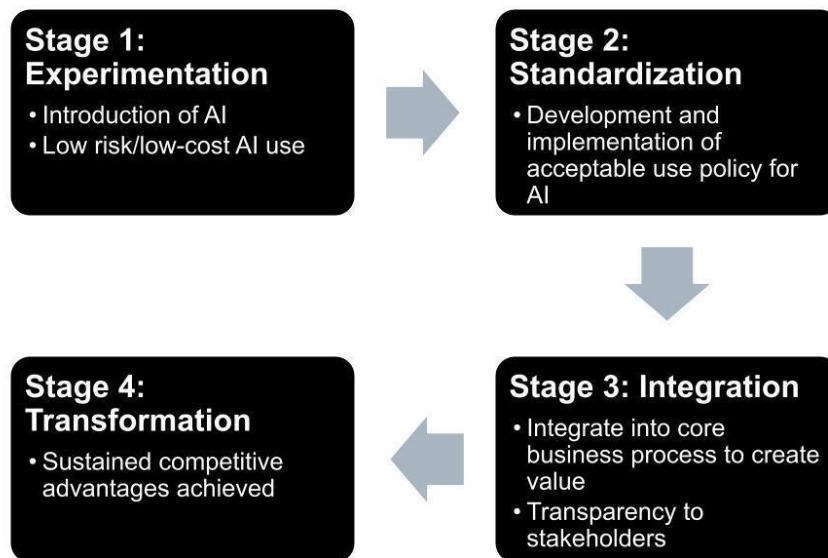 Stage 1:
Experimentation
• Introduction of AI
• Low risk/low-cost AI use
Stage 2:
Standardization
• Development and
implementation of
acceptable use policy for
AI
Stage 3: Integration
• Integrate into core
business process to create
value
• Transparency to
stakeholders
Stage 4:
Transformation
• Sustained competitive
advantages achieved